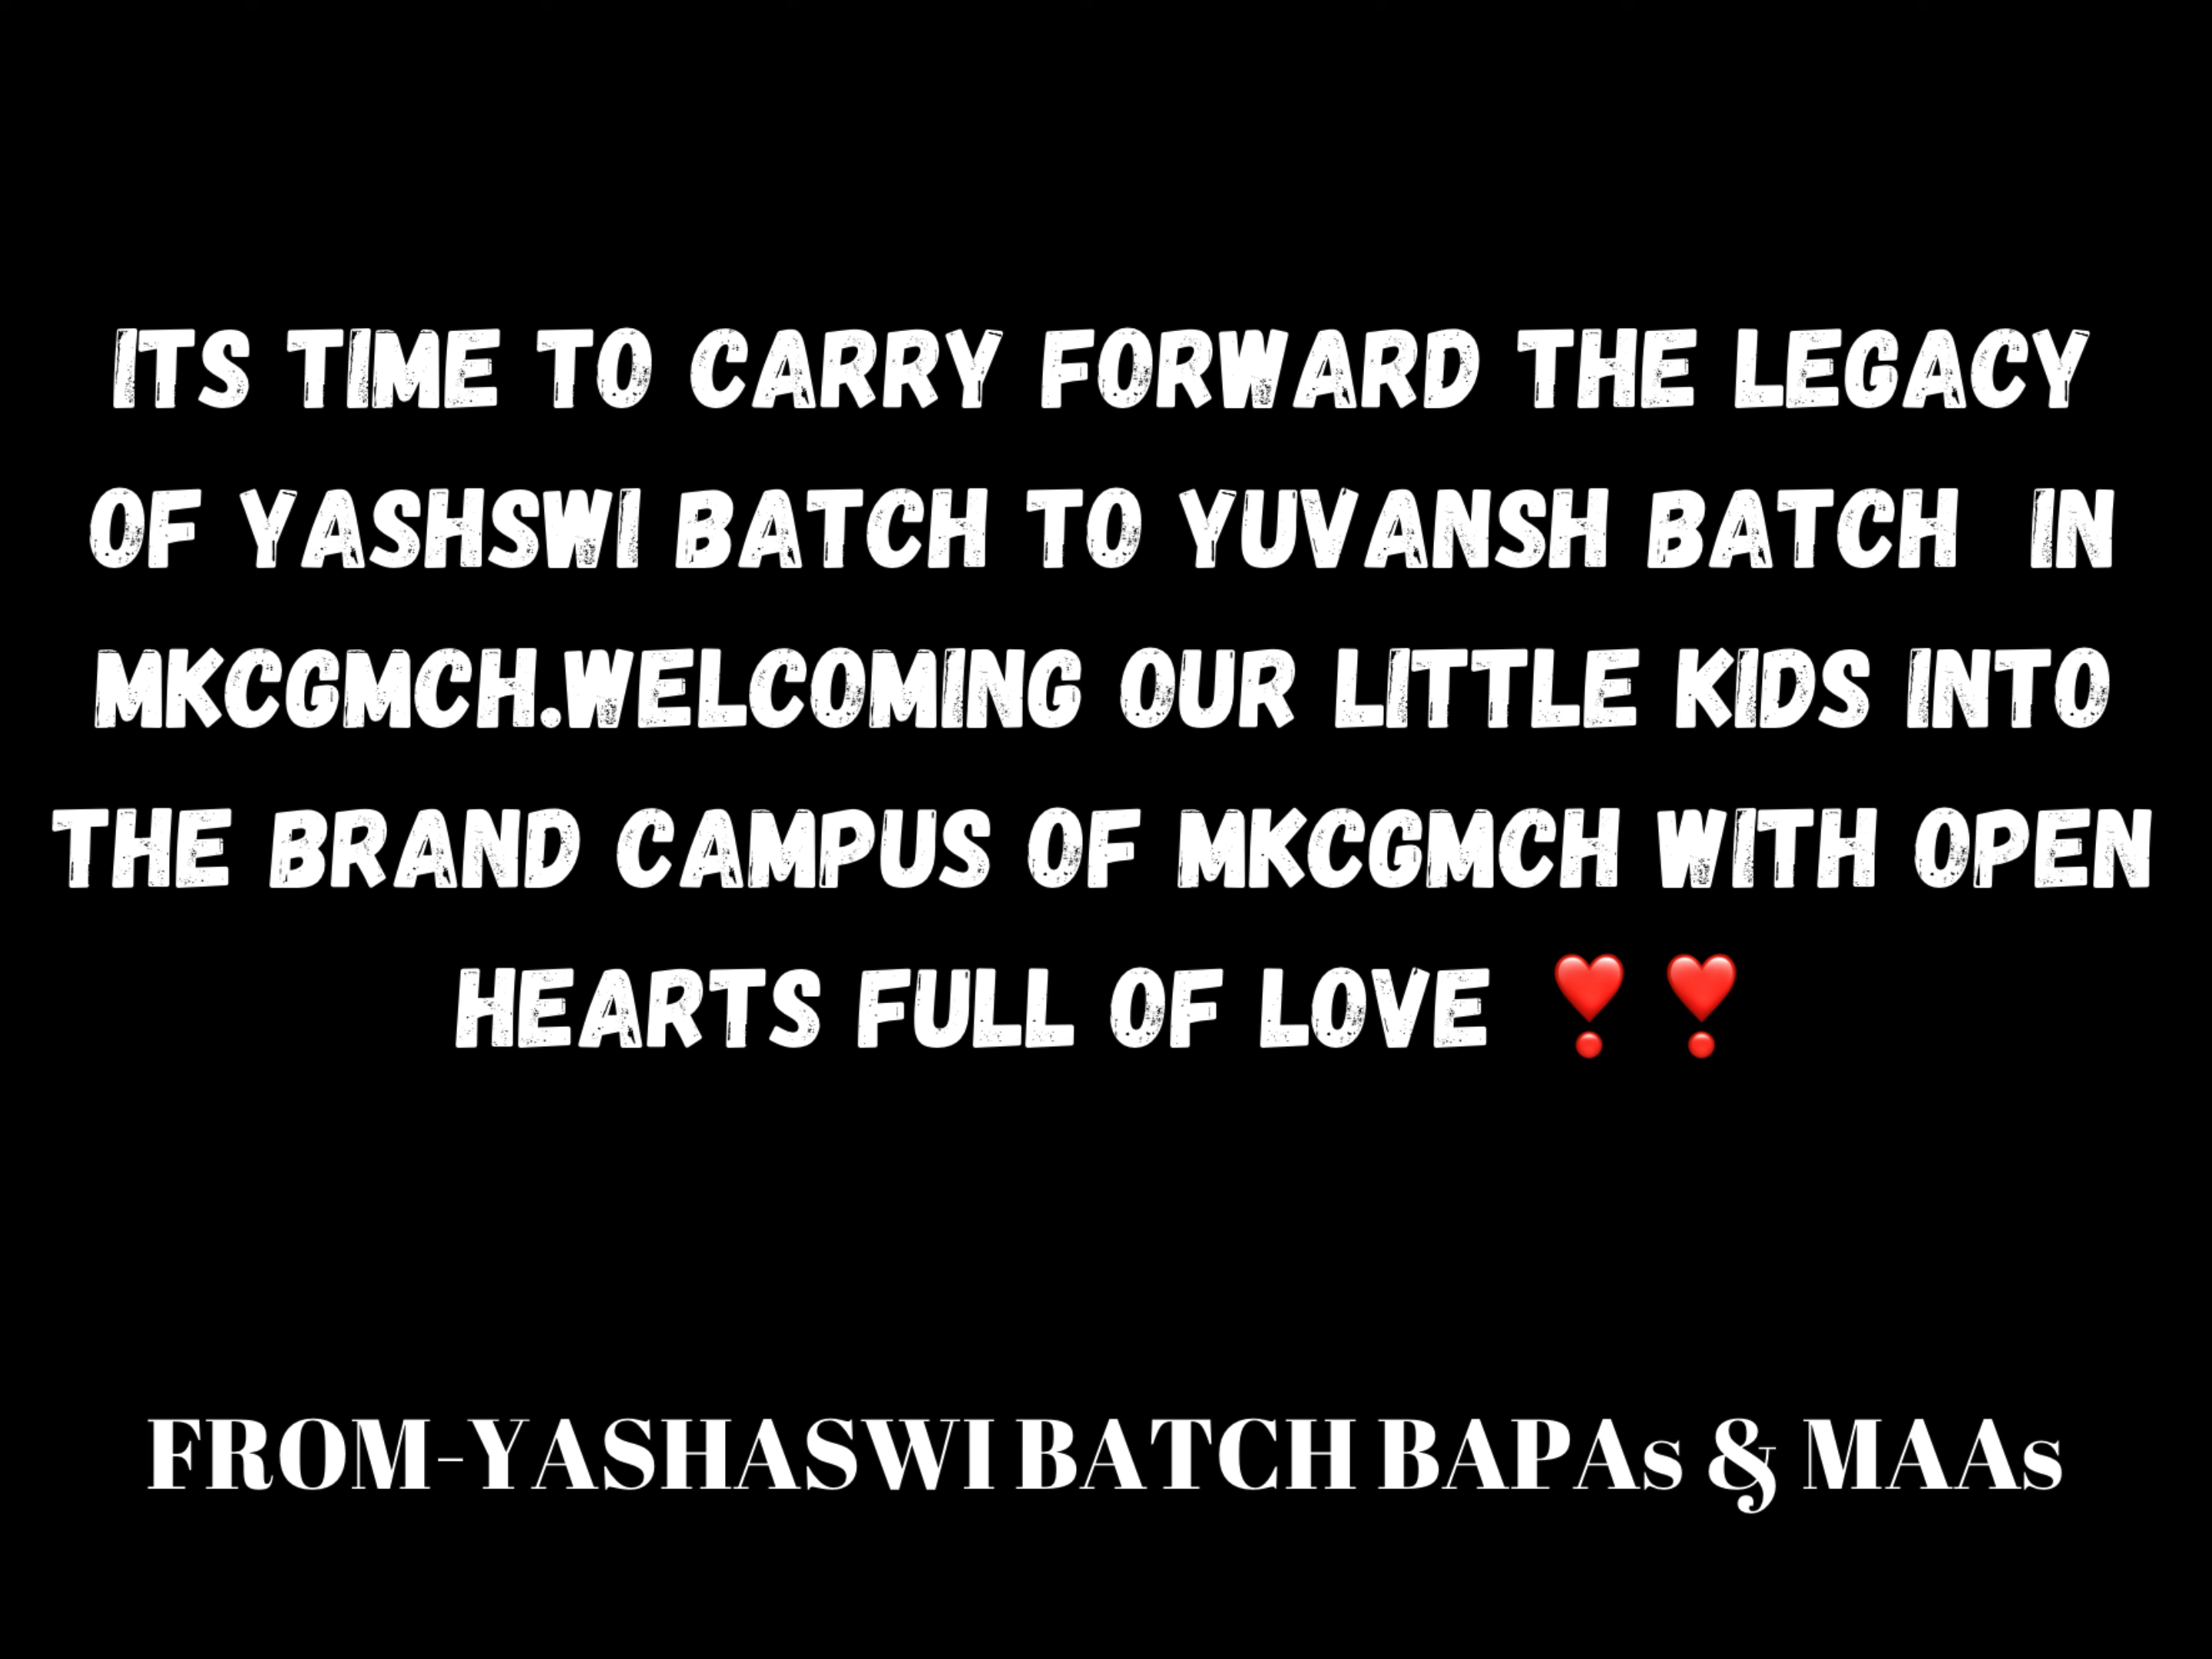 ITS TIME TO CARRY FORWARD THE LEGACY
OF YASHSWI BATCH TO YUVANSH BATCH  IN
MKCGMCH.WELCOMING OUR LITTLE KIDS INTO
THE BRAND CAMPUS OF MKCGMCH WITH OPEN
HEARTS FULL OF LOVE ❣️ ❣️
FROM-YASHASWI BATCH BAPAs & MAAs